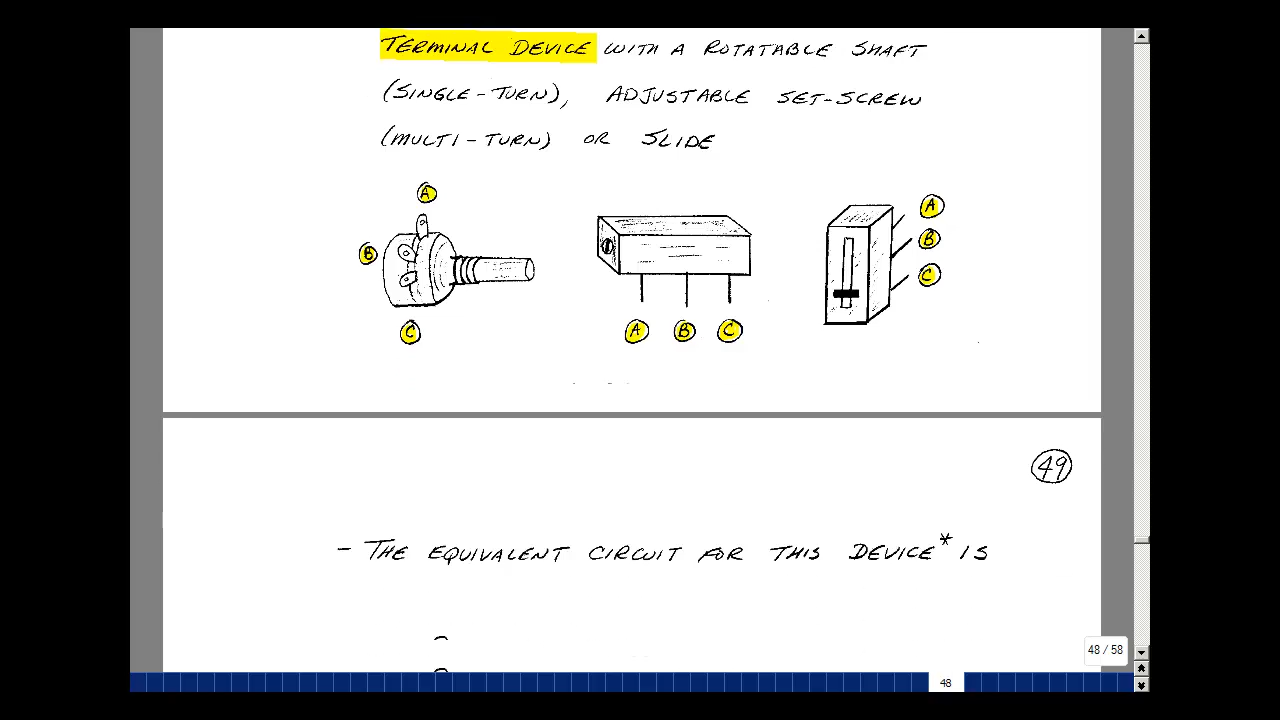 TERMINAL DEVICE WITH A ROTATABLE SHAFT
(SINGLE-TURN), ADJUSTABLE SET-SCREW
(MULTI-TURN) OR SLIDE
A
B
C
A B C
A
B
C
49
- THE EQUIVALENT CIRCUIT FOR THIS DEVICE* IS
48 / 58
48